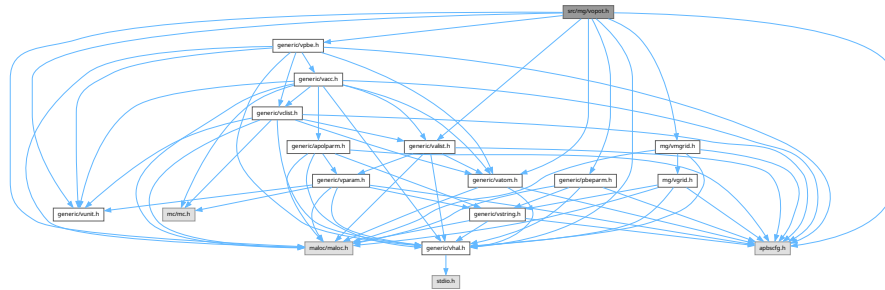 src/mg/vopot.h
generic/vpbe.h
generic/vacc.h
generic/vclist.h
generic/apolparm.h
generic/valist.h
mg/vmgrid.h
generic/vparam.h
generic/vatom.h
generic/pbeparm.h
mg/vgrid.h
generic/vunit.h
mc/mc.h
generic/vstring.h
maloc/maloc.h
generic/vhal.h
apbscfg.h
stdio.h